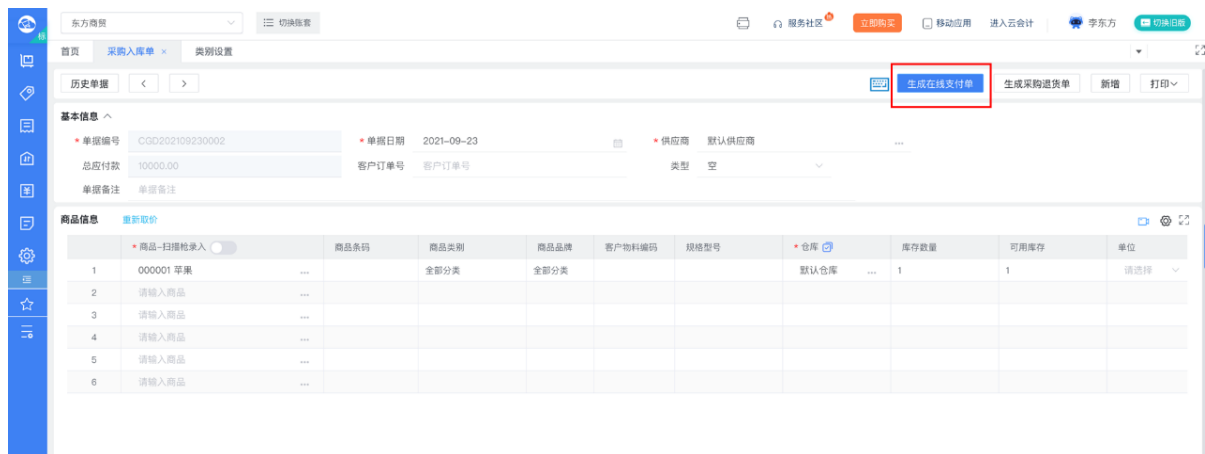 东方商贸 切换账套 服务社区 立即购买 移动应用 进入云会计 李东方 切换旧版
标
首页 采购入库单 × 类别设置
历史单据 < > 生成在线支付单 生成采购退货单 新增 打印
基本信息
* 单据编号 CGD202109230002 * 单据日期 2021-09-23 * 供应商 默认供应商 ...
总应付款 10000.00 客户订单号 客户订单号 类型 空
单据备注 单据备注
商品信息 重新取价
* 商品-扫描枪录入 商品条码 商品类别 商品品牌 客户物料编码 规格型号 * 仓库 库存数量 可用库存 单位
1 000001 苹果 ... 全部分类 全部分类 默认仓库 ... 1 1 请选择
2 请输入商品 ...
3 请输入商品 ...
4 请输入商品 ...
5 请输入商品 ...
6 请输入商品 ...